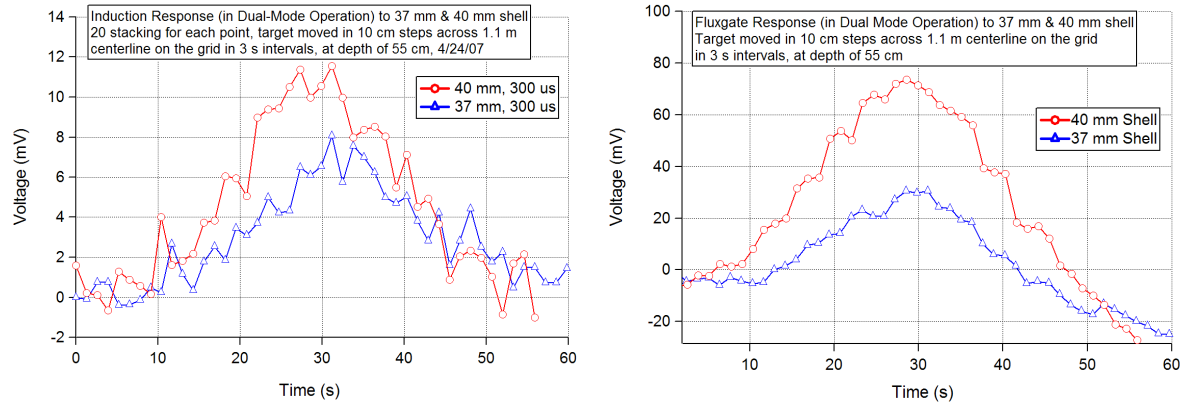 Induction Response (in Dual-Mode Operation) to 37 mm & 40 mm shell
20 stacking for each point, target moved in 10 cm steps across 1.1 m
centerline on the grid in 3 s intervals, at depth of 55 cm, 4/24/07
40 mm, 300 us
37 mm, 300 us
Voltage (mV)
14
12
10
8
6
4
2
0
-2
0 10 20 30 40 50 60
Time (s)
Fluxgate Response (in Dual Mode Operation) to 37 mm & 40 mm shell
Target moved in 10 cm steps across 1.1 m centerline on the grid
in 3 s intervals, at depth of 55 cm
40 mm Shell
37 mm Shell
Voltage (mV)
100
80
60
40
20
0
-20
10 20 30 40 50 60
Time (s)